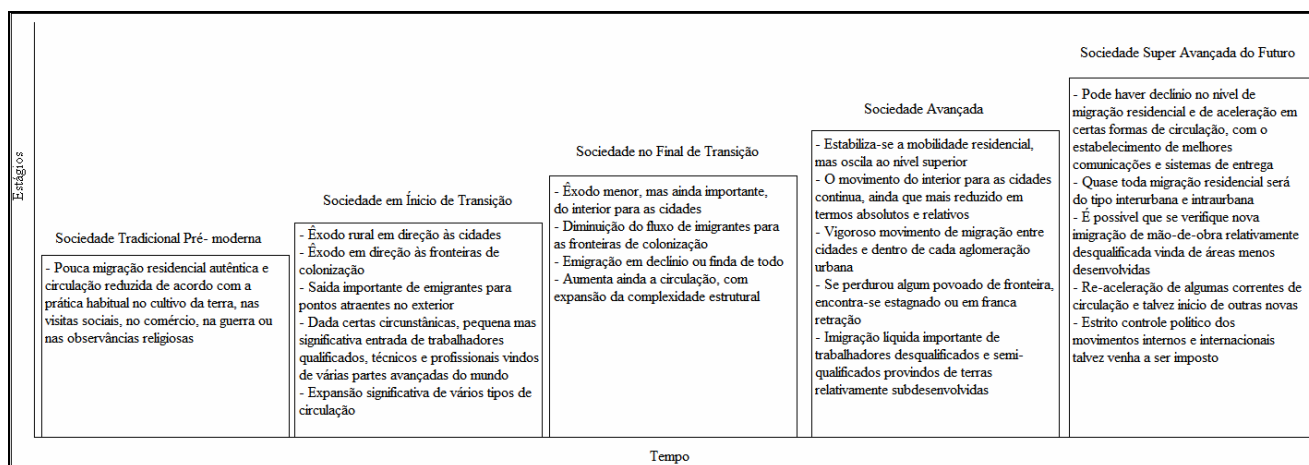 Estágios
Sociedade Tradicional Pré- moderna
- Pouca migração residencial autêntica e
circulação reduzida de acordo com a
prática habitual no cultivo da terra, nas
visitas sociais, no comércio, na guerra ou
nas observâncias religiosas
Sociedade em Ínicio de Transição
- Êxodo rural em direção às cidades
- Êxodo em direção às fronteiras de
colonização
- Saida importante de emigrantes para
pontos atraentes no exterior
- Dada certas circunstânicas, pequena mas
significativa entrada de trabalhadores
qualificados, técnicos e profissionais vindos
de várias partes avançadas do mundo
- Expansão significativa de vários tipos de
circulação
Sociedade no Final de Transição
- Êxodo menor, mas ainda importante,
do interior para as cidades
- Diminuição do fluxo de imigrantes para
as fronteiras de colonização
- Emigração em declínio ou finda de todo
- Aumenta ainda a circulação, com
expansão da complexidade estrutural
Sociedade Avançada
- Estabiliza-se a mobilidade residencial,
mas oscila ao nível superior
- O movimento do interior para as cidades
continua, ainda que mais reduzido em
termos absolutos e relativos
- Vigoroso movimento de migração entre
cidades e dentro de cada aglomeração
urbana
- Se perdurou algum povoado de fronteira,
encontra-se estagnado ou em franca
retração
- Imigração líquida importante de
trabalhadores desqualificados e semi-
qualificados provindos de terras
relativamente subdesenvolvidas
Sociedade Super Avançada do Futuro
- Pode haver declínio no nível de
migração residencial e de aceleração em
certas formas de circulação, com o
estabelecimento de melhores
comunicações e sistemas de entrega
- Quase toda migração residencial será
do tipo interurbana e intraurbana
- É possivel que se verifique nova
imigração de mão-de-obra relativamente
desqualificada vinda de áreas menos
desenvolvidas
- Re-aceleração de algumas correntes de
circulação e talvez início de outras novas
- Estrito controle político dos
movimentos internos e internacionais
talvez venha a ser imposto
Tempo